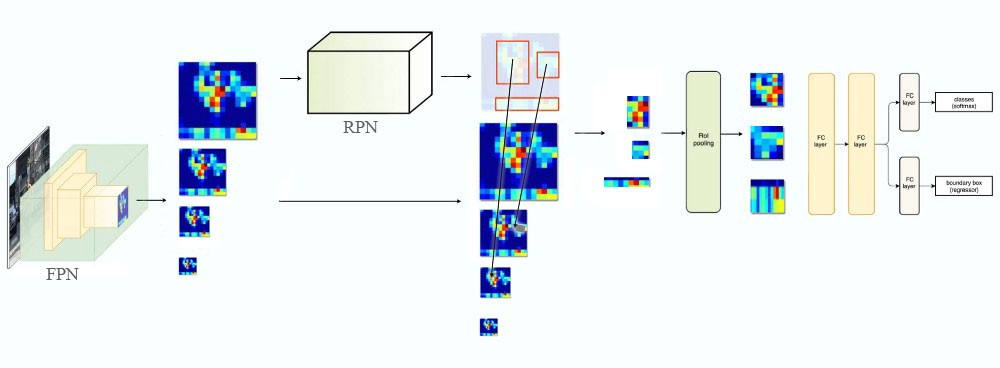 FPN
RPN
RoI
pooling
FC
layer
FC
layer
FC
layer
classes
(softmax)
FC
layer
boundary box
(regressor)